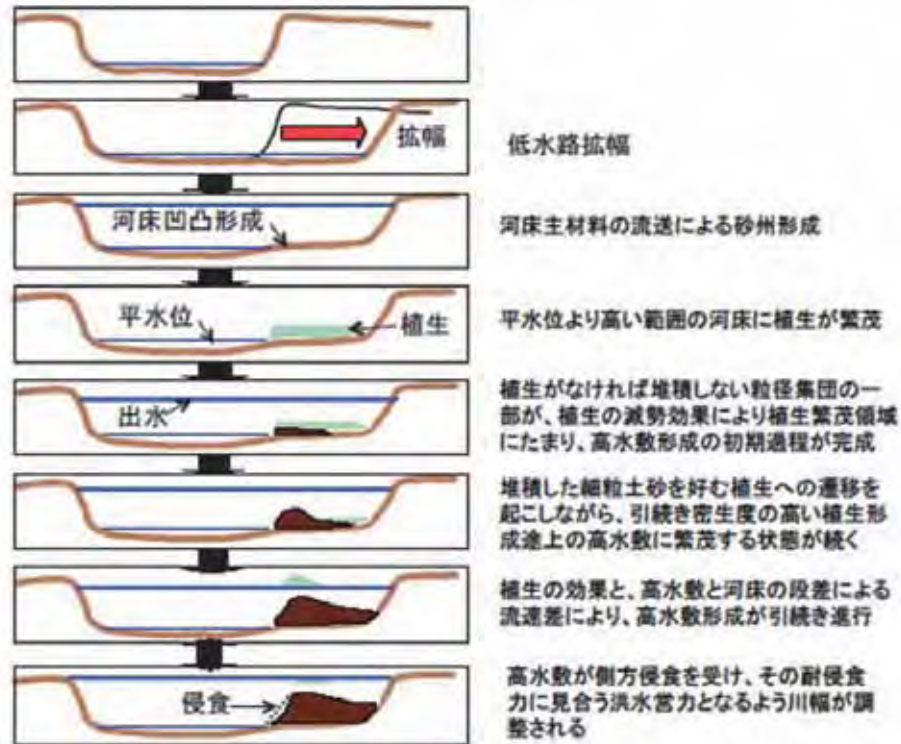 拡幅
低水路拡幅
河床凹凸形成
河床主材料の流送による砂州形成
平水位
植生
平水位より高い範囲の河床に植生が繁茂
出水
植生がなければ堆積しない粒径集団の一
部が、植生の減勢効果により植生繁茂領域
にたまり、高水敷形成の初期過程が完成
堆積した細粒土砂を好む植生への遷移を
起こしながら、引続き密生度の高い植生形
成途上の高水敷に繁茂する状態が続く
植生の効果と、高水敷と河床の段差による
流速差により、高水敷形成が引続き進行
侵食
高水敷が側方侵食を受け、その耐侵食
力に見合う洪水営力となるよう川幅が調
整される